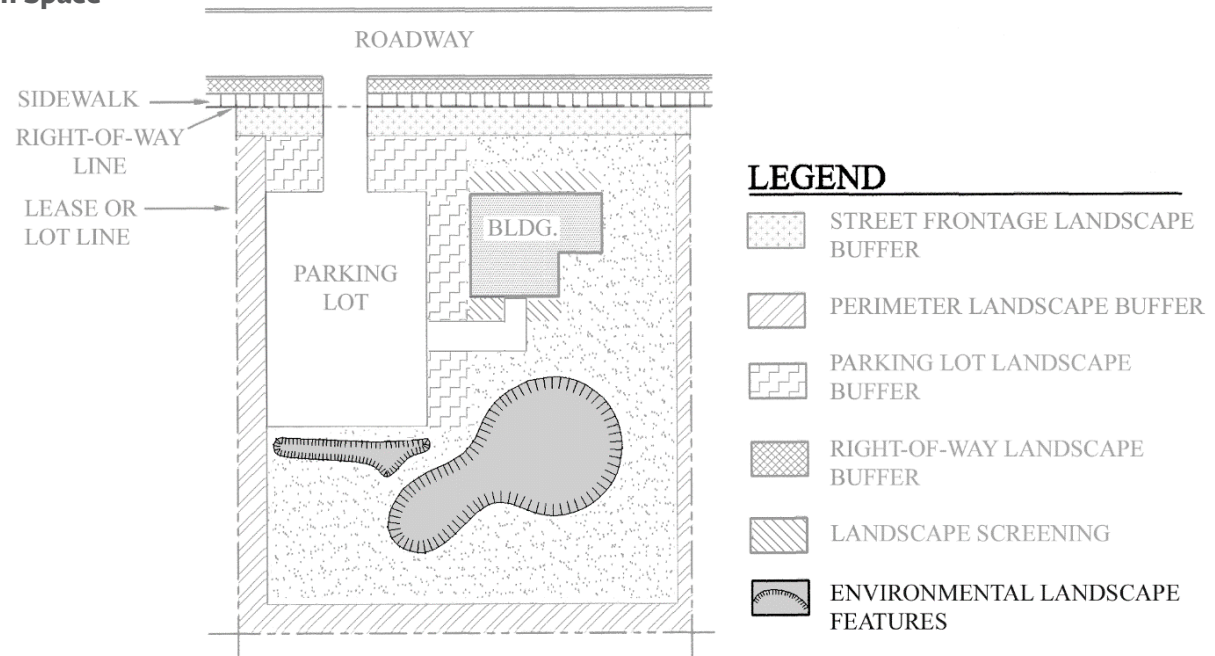 Space
ROADWAY
SIDEWALK
RIGHT-OF-WAY
LINE
LEASE OR
LOT LINE
BLDG.
PARKING
LOT
LEGEND
STREET FRONTAGE LANDSCAPE
BUFFER
PERIMETER LANDSCAPE BUFFER
PARKING LOT LANDSCAPE
BUFFER
RIGHT-OF-WAY LANDSCAPE
BUFFER
LANDSCAPE SCREENING
ENVIRONMENTAL LANDSCAPE
FEATURES